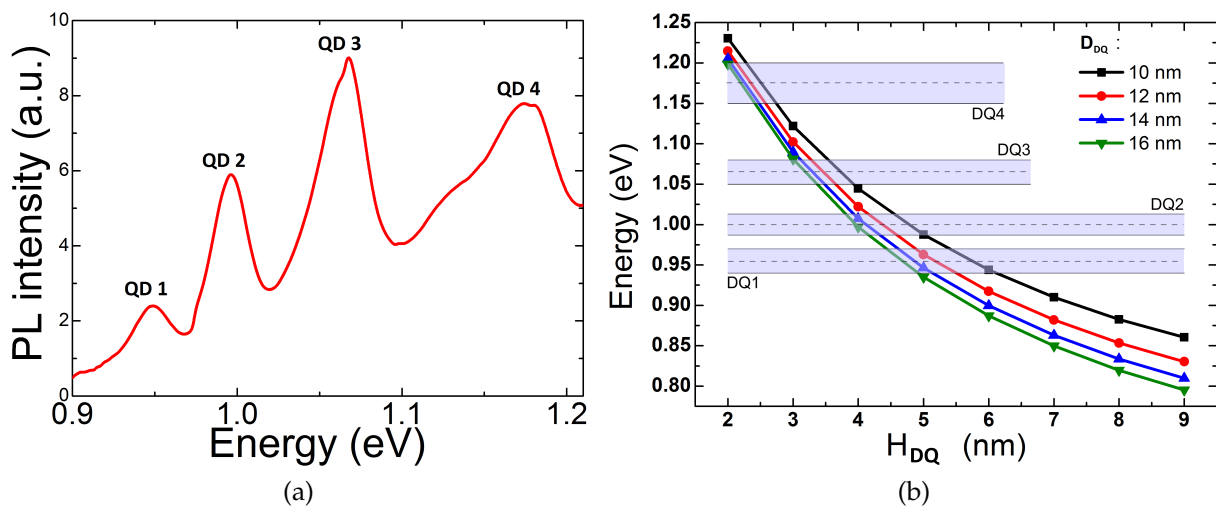 10
8
6
4
2
0
PL intensity (a.u.)
QD 1
QD 2
QD 3
QD 4
0.9 1.0 1.1 1.2
Energy (eV)
(a)
1.25
1.20
1.15
1.10
1.05
1.00
0.95
0.90
0.85
0.80
Energy (eV)
D_DQ :
10 nm
12 nm
14 nm
16 nm
DQ4
DQ3
DQ2
DQ1
2 3 4 5 6 7 8 9
H_DQ (nm)
(b)